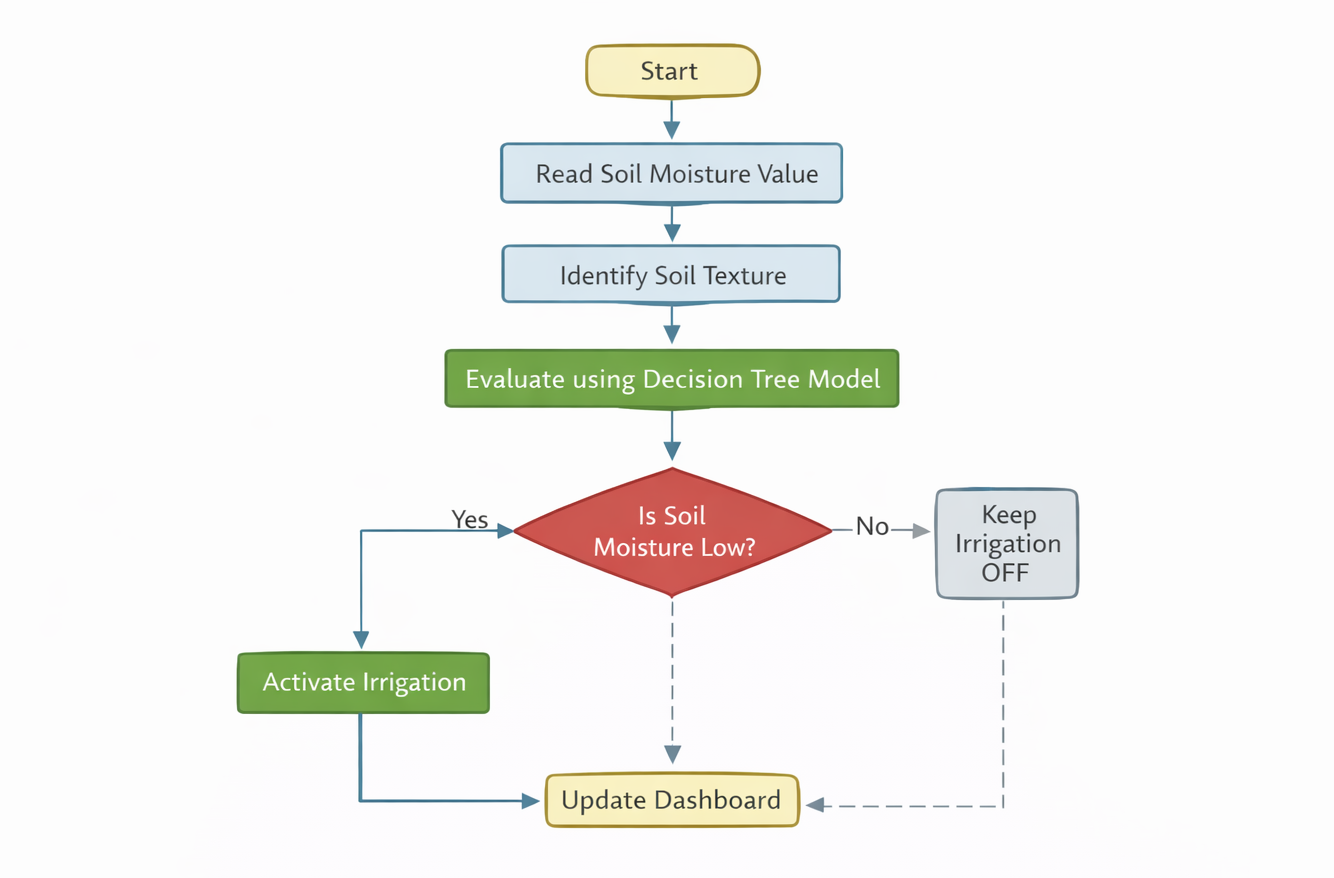 Start
Read Soil Moisture Value
Identify Soil Texture
Evaluate using Decision Tree Model
Yes
Is Soil
Moisture Low?
No
Keep
Irrigation
OFF
Activate Irrigation
Update Dashboard